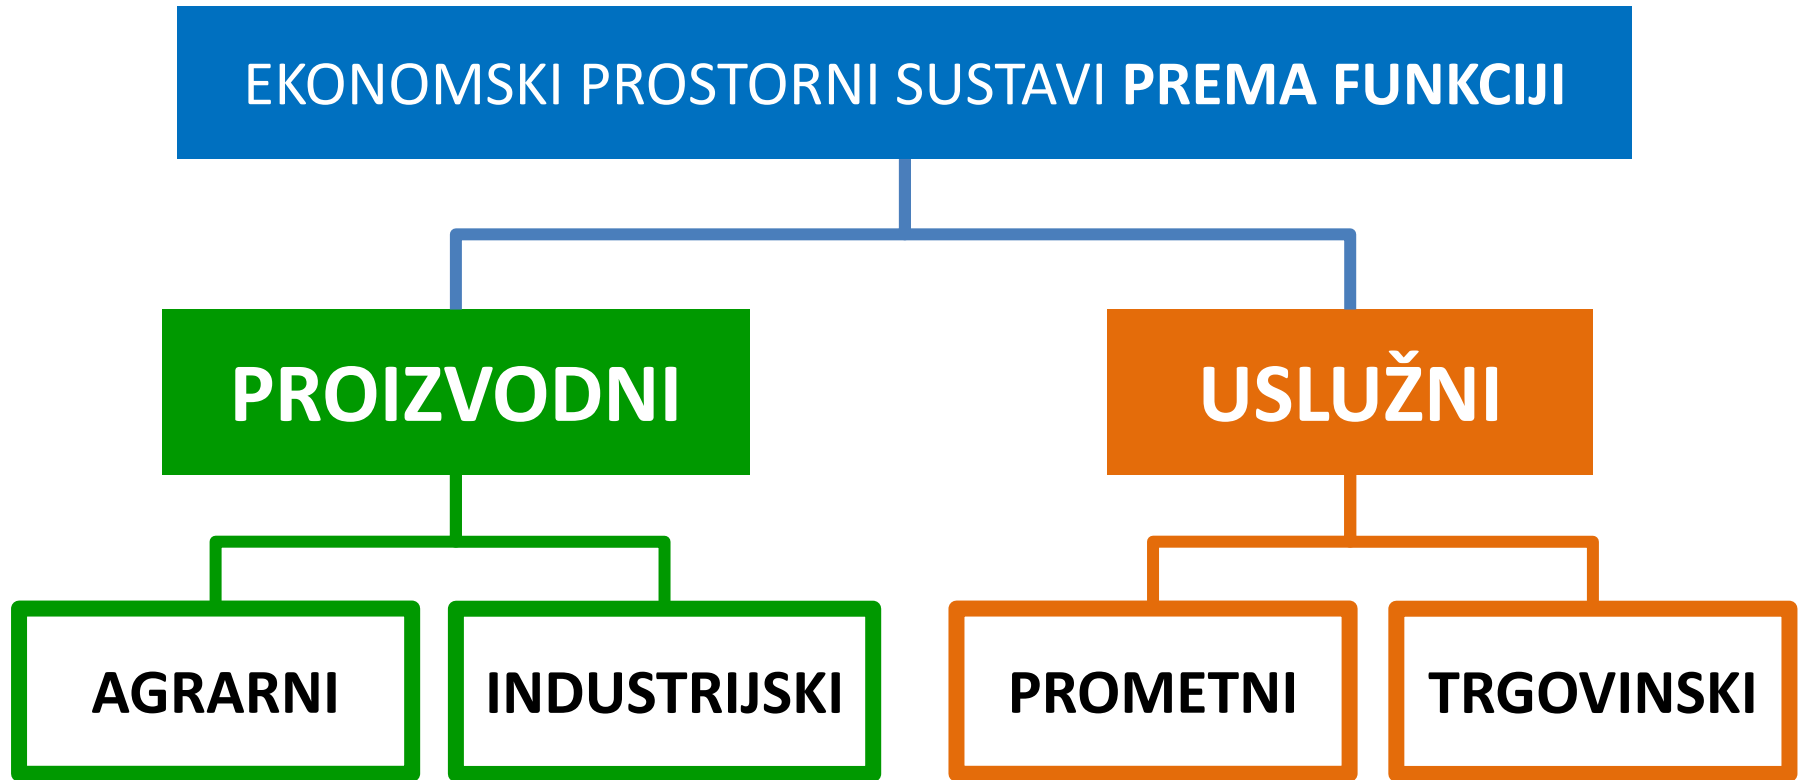 EKONOMSKI PROSTORNI SUSTAVI PREMA FUNKCIJI
PROIZVODNI
USLUŽNI
AGRARNI
INDUSTRIJSKI
PROMETNI
TRGOVINSKI